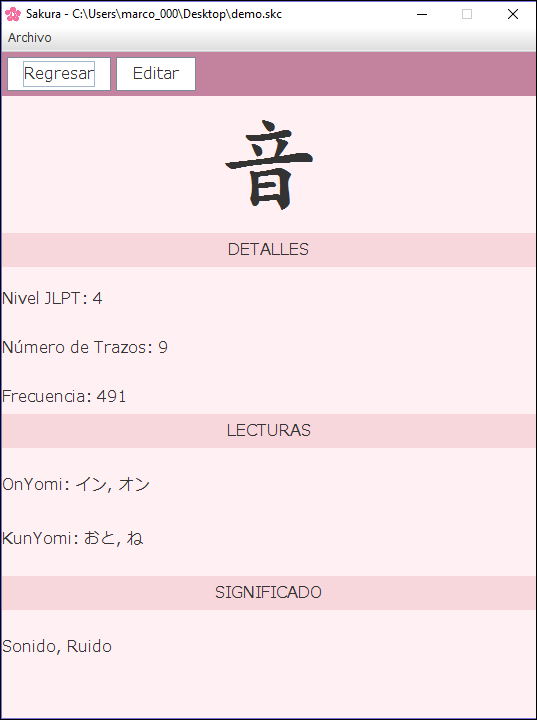 Sakura - C:\Users\marco_000\Desktop\demo.skc
Archivo
Regresar Editar
音
DETALLES
Nivel JLPT: 4
Número de Trazos: 9
Frecuencia: 491
LECTURAS
OnYomi: イン, オン
KunYomi: おと, ね
SIGNIFICADO
Sonido, Ruido